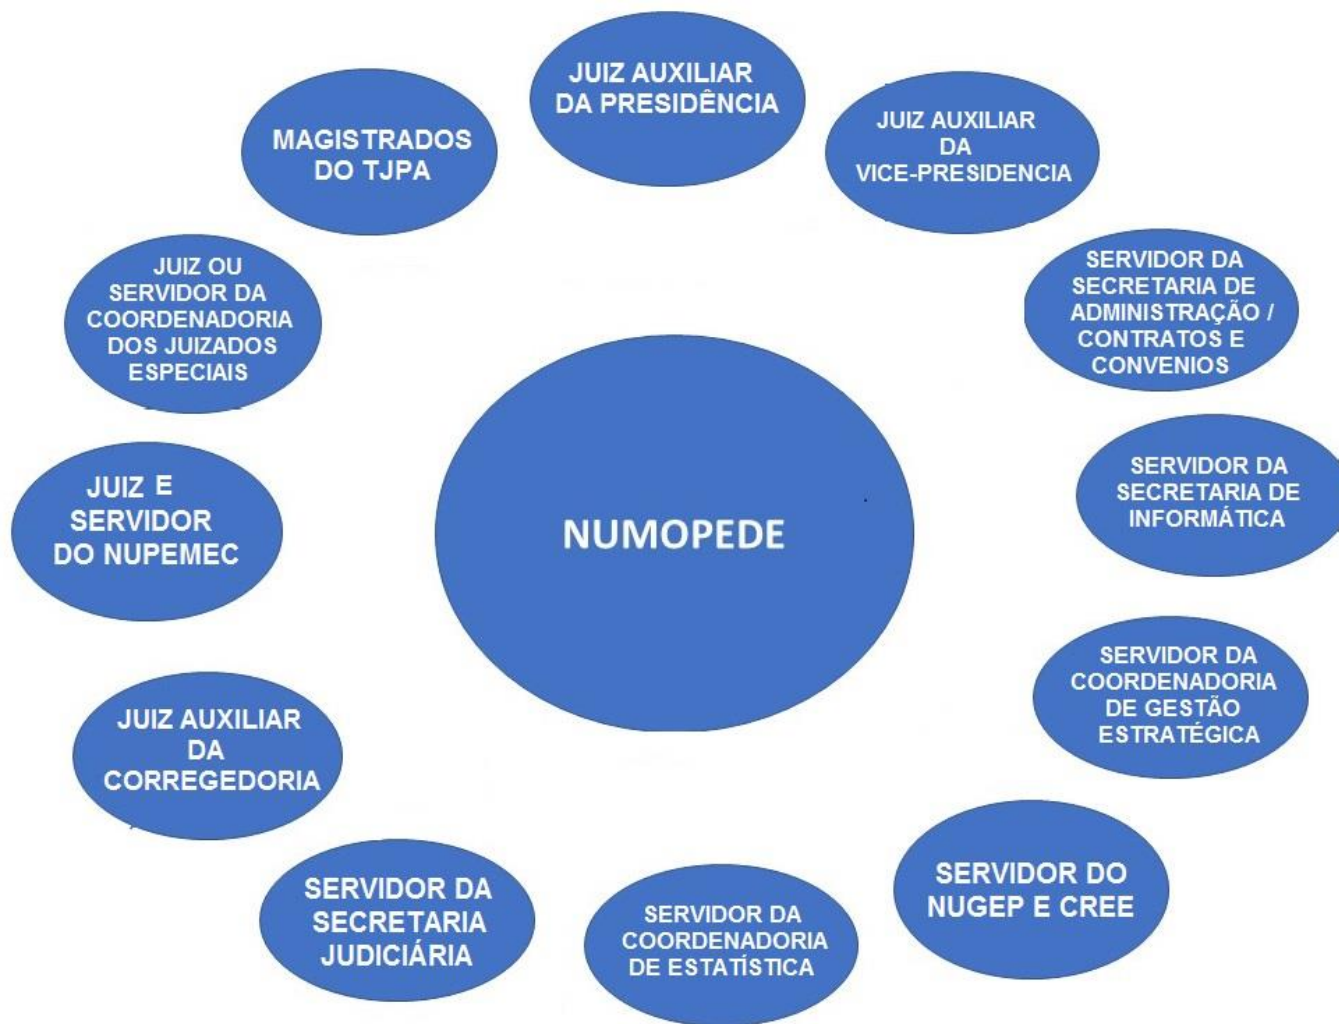 JUIZ AUXILIAR
DA PRESIDÊNCIA
MAGISTRADOS
DO TJPA
JUIZ AUXILIAR
DA
VICE-PRESIDENCIA
JUIZ OU
SERVIDOR DA
COORDENADORIA
DOS JUIZADOS
ESPECIAIS
SERVIDOR DA
SECRETARIA DE
ADMINISTRAÇÃO /
CONTRATOS E
CONVENIOS
JUIZ E
SERVIDOR
DO NUPEMEC
NUMOPEDE
SERVIDOR DA
SECRETARIA DE
INFORMÁTICA
JUIZ AUXILIAR
DA
CORREGEDORIA
SERVIDOR DA
COORDENADORIA
DE GESTÃO
ESTRATÉGICA
SERVIDOR DA
SECRETARIA
JUDICIÁRIA
SERVIDOR DA
COORDENADORIA
DE ESTATÍSTICA
SERVIDOR DO
NUGEP E CREE